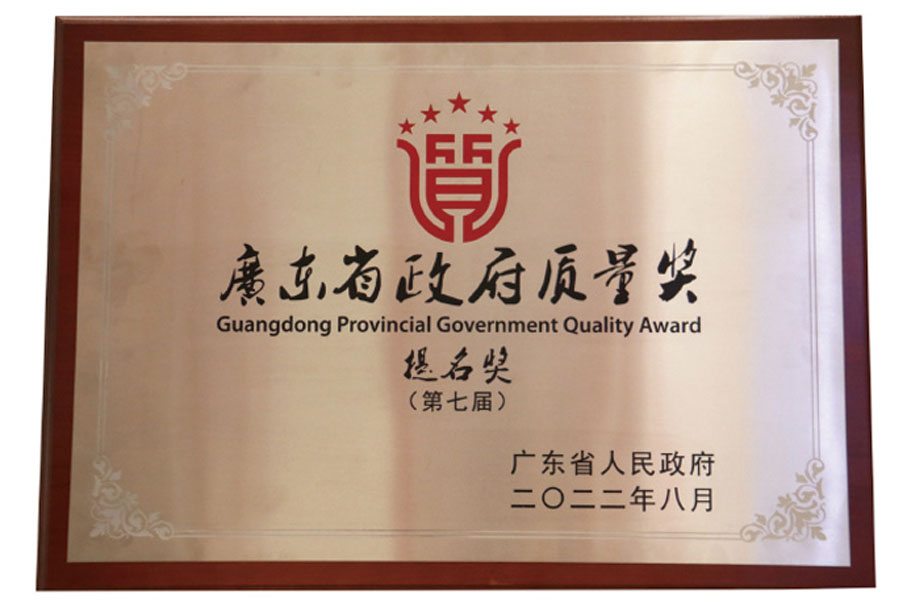 廣东省政府质量奖
Guangdong Provincial Government Quality Award
提名奖
（第七届）
广东省人民政府
二〇二二年八月